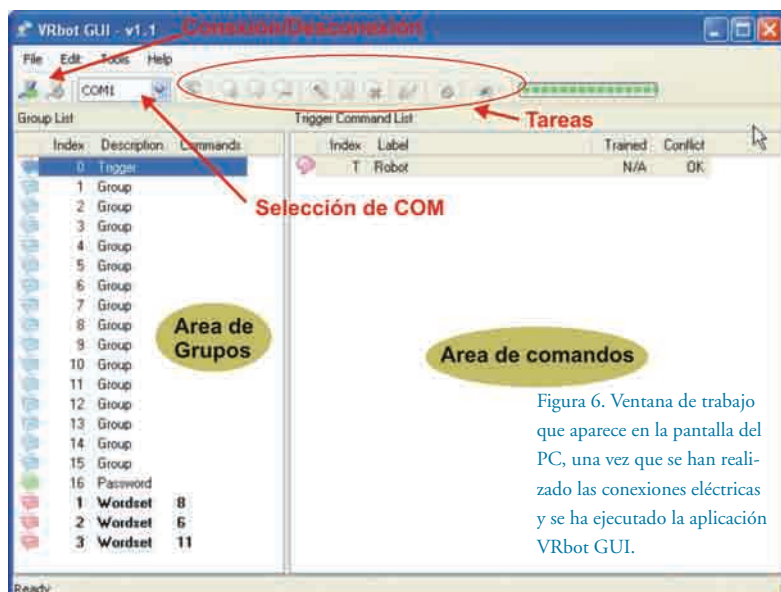 VRbot GUI - v1.1
Conexión/Desconexión
File Edit Tools Help
COM1
Tareas
Group List
Trigger Command List
Index Description Commands
Index Label Trained Conflict
0 Trigger
T Robot N/A OK
1 Group
2 Group
Selección de COM
3 Group
4 Group
5 Group
6 Group
7 Group
8 Group
9 Group
10 Group
11 Group
12 Group
13 Group
14 Group
15 Group
16 Password
1 Wordset 8
2 Wordset 6
3 Wordset 11
Area de
Grupos
Area de comandos
Figura 6. Ventana de trabajo
que aparece en la pantalla del
PC, una vez que se han reali-
zado las conexiones eléctricas
y se ha ejecutado la aplicación
VRbot GUI.
Ready